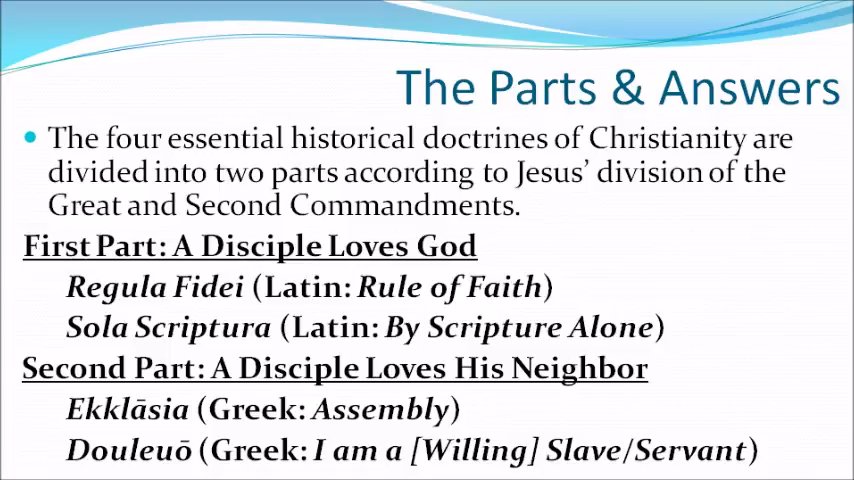 The Parts & Answers
• The four essential historical doctrines of Christianity are
divided into two parts according to Jesus’ division of the
Great and Second Commandments.
First Part: A Disciple Loves God
Regula Fidei (Latin: Rule of Faith)
Sola Scriptura (Latin: By Scripture Alone)
Second Part: A Disciple Loves His Neighbor
Ekklāsia (Greek: Assembly)
Douleuō (Greek: I am a [Willing] Slave/Servant)